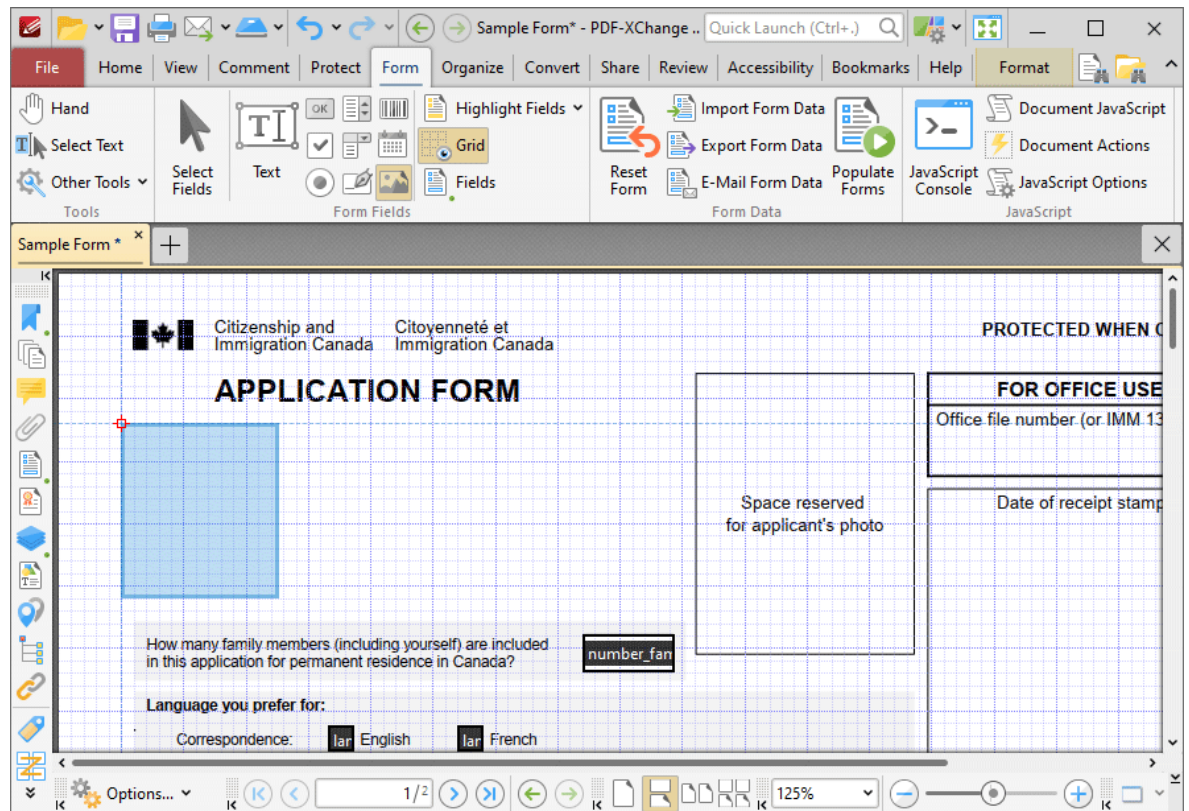 Sample Form* - PDF-XChange .. Quick Launch (Ctrl+.)
File Home View Comment Protect Form Organize Convert Share Review Accessibility Bookmarks Help Format
Hand
Select Text
Other Tools
Tools
Select Fields
Text
OK
Highlight Fields
Grid
Fields
Form Fields
Reset Form
Import Form Data
Export Form Data
E-Mail Form Data
Populate Forms
Form Data
JavaScript Console
Document JavaScript
Document Actions
JavaScript Options
JavaScript
Sample Form *
Citizenship and Citoyenneté et
Immigration Canada Immigration Canada
PROTECTED WHEN
APPLICATION FORM
FOR OFFICE USE
Office file number (or IMM 13
Space reserved
for applicant's photo
Date of receipt stamp
How many family members (including yourself) are included
in this application for permanent residence in Canada?
number_fam
Language you prefer for:
Correspondence: lar English lar French
Options... 1/2 125%